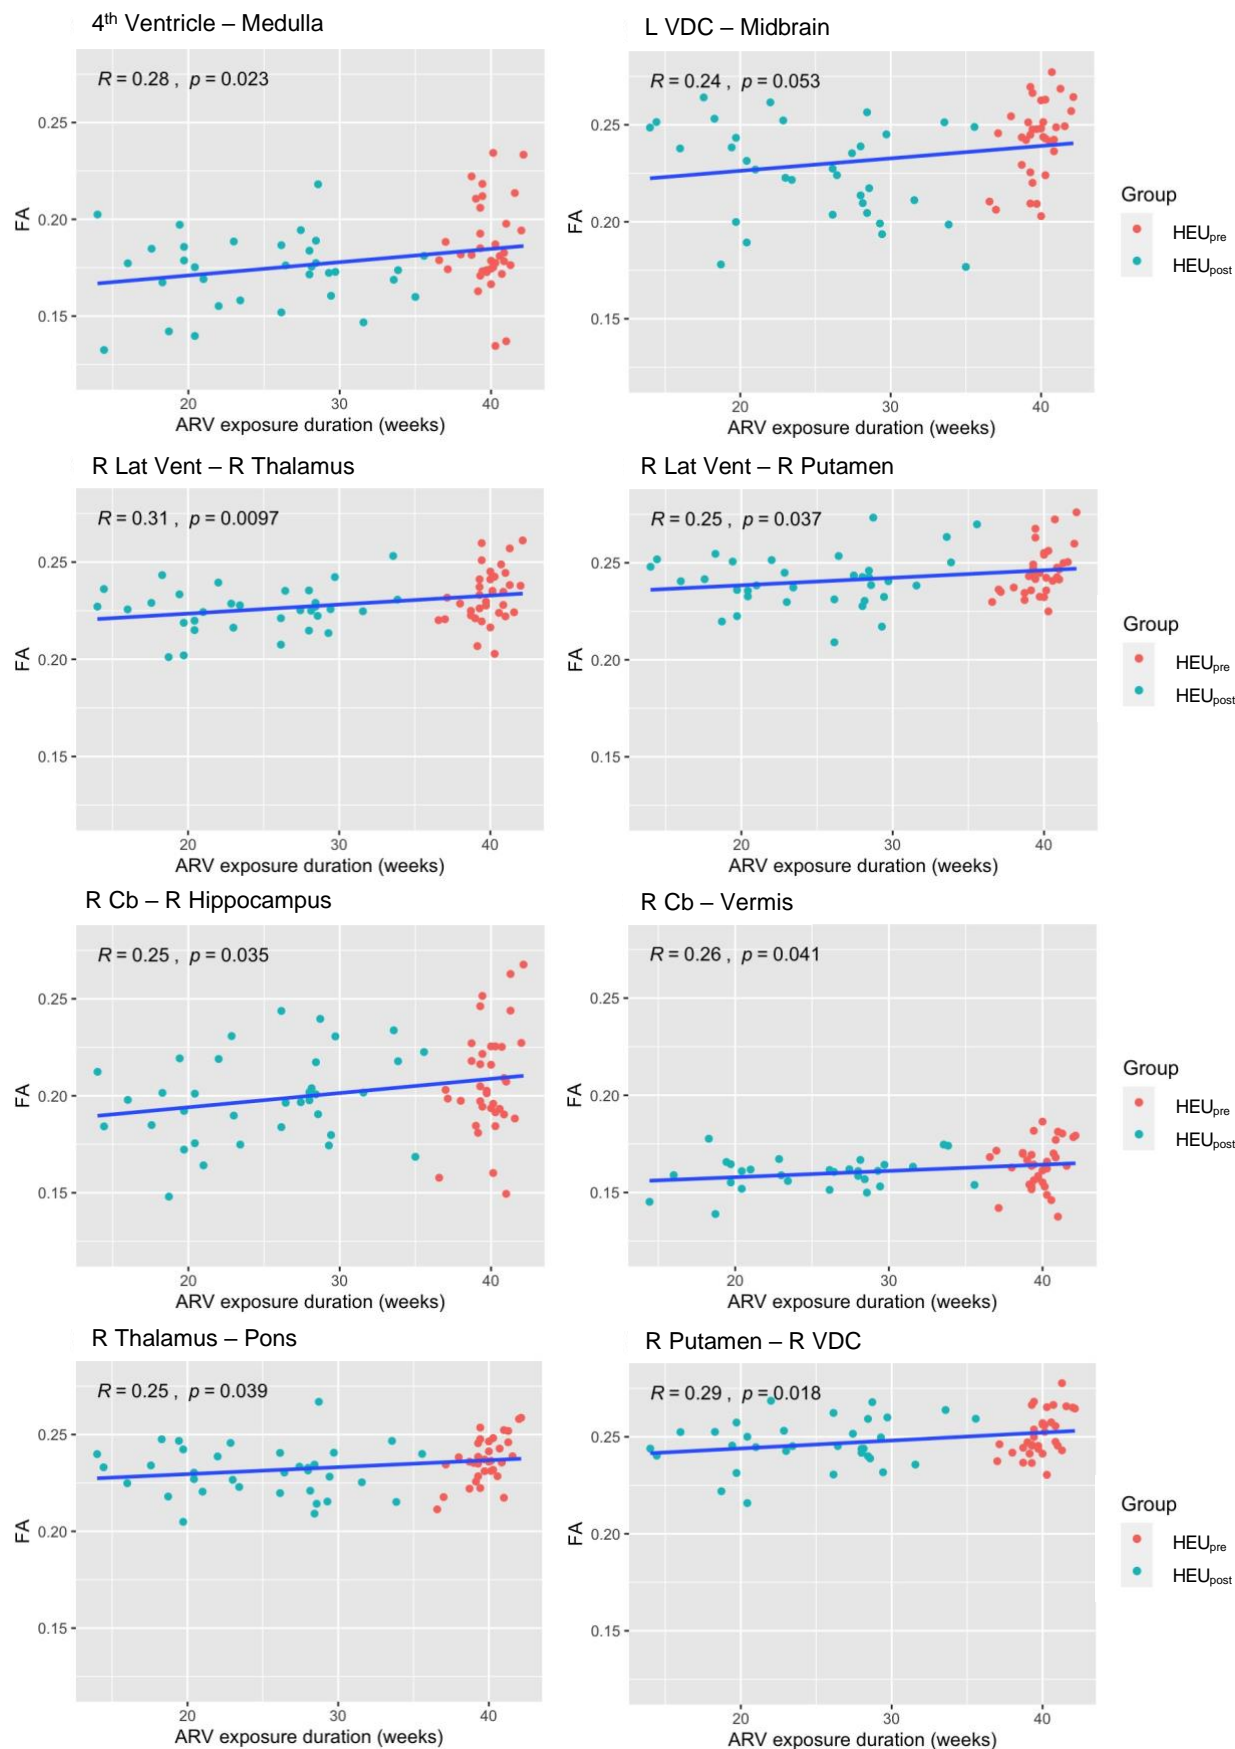 4th Ventricle – Medulla
R = 0.28 , p = 0.023
0.25
0.20
0.15
FA
20 30 40
ARV exposure duration (weeks)
L VDC – Midbrain
R = 0.24 , p = 0.053
0.25
0.20
0.15
FA
20 30 40
ARV exposure duration (weeks)
Group
HEUpre
HEUpost
R Lat Vent – R Thalamus
R = 0.31 , p = 0.0097
0.25
0.20
0.15
FA
20 30 40
ARV exposure duration (weeks)
R Lat Vent – R Putamen
R = 0.25 , p = 0.037
0.25
0.20
0.15
FA
20 30 40
ARV exposure duration (weeks)
Group
HEUpre
HEUpost
R Cb – R Hippocampus
R = 0.25 , p = 0.035
0.25
0.20
0.15
FA
20 30 40
ARV exposure duration (weeks)
R Cb – Vermis
R = 0.26 , p = 0.041
0.25
0.20
0.15
FA
20 30 40
ARV exposure duration (weeks)
Group
HEUpre
HEUpost
R Thalamus – Pons
R = 0.25 , p = 0.039
0.25
0.20
0.15
FA
20 30 40
ARV exposure duration (weeks)
R Putamen – R VDC
R = 0.29 , p = 0.018
0.25
0.20
0.15
FA
20 30 40
ARV exposure duration (weeks)
Group
HEUpre
HEUpost